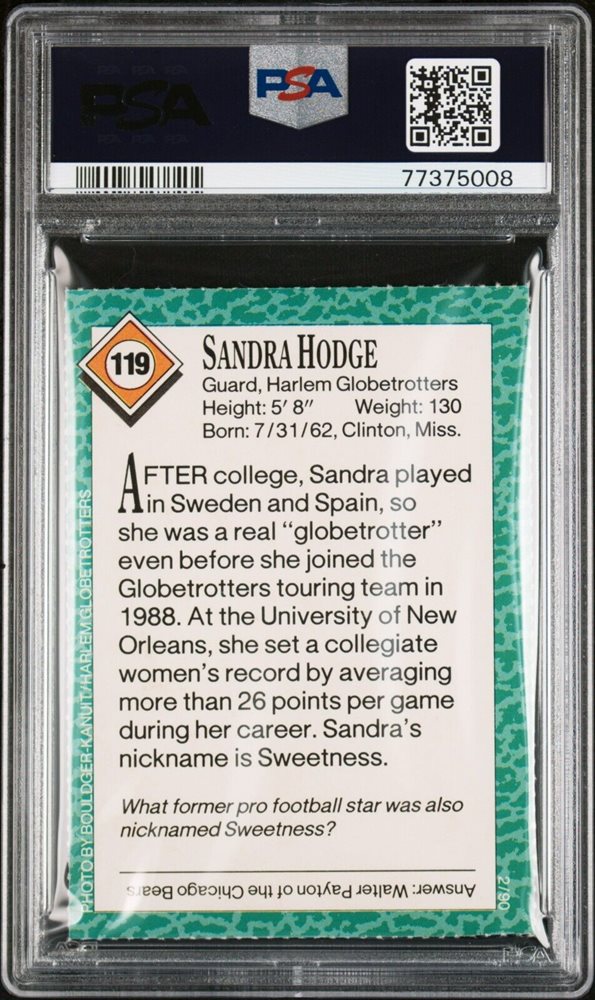 PSA
PSA
77375008
119
SANDRA HODGE
Guard, Harlem Globetrotters
Height: 5′ 8″ Weight: 130
Born: 7/31/62, Clinton, Miss.
AFTER college, Sandra played
in Sweden and Spain, so
she was a real “globetrotter”
even before she joined the
Globetrotters touring team in
1988. At the University of New
Orleans, she set a collegiate
women’s record by averaging
more than 26 points per game
during her career. Sandra’s
nickname is Sweetness.
What former pro football star was also
nicknamed Sweetness?
Answer: Walter Payton of the Chicago Bears
PHOTO BY BOULDGER-KANUIT/HARLEM GLOBETROTTERS
2/90
PSA